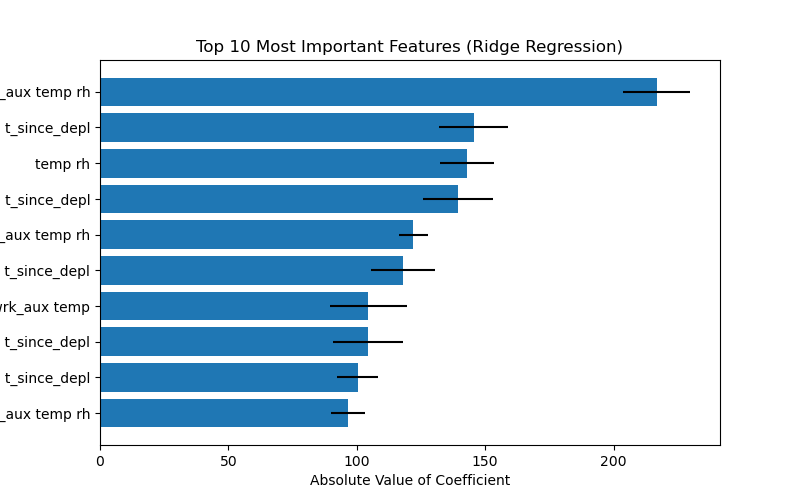 Top 10 Most Important Features (Ridge Regression)
_aux temp rh
t_since_depl
temp rh
t_since_depl
_aux temp rh
t_since_depl
wrk_aux temp
t_since_depl
t_since_depl
_aux temp rh
0 50 100 150 200
Absolute Value of Coefficient